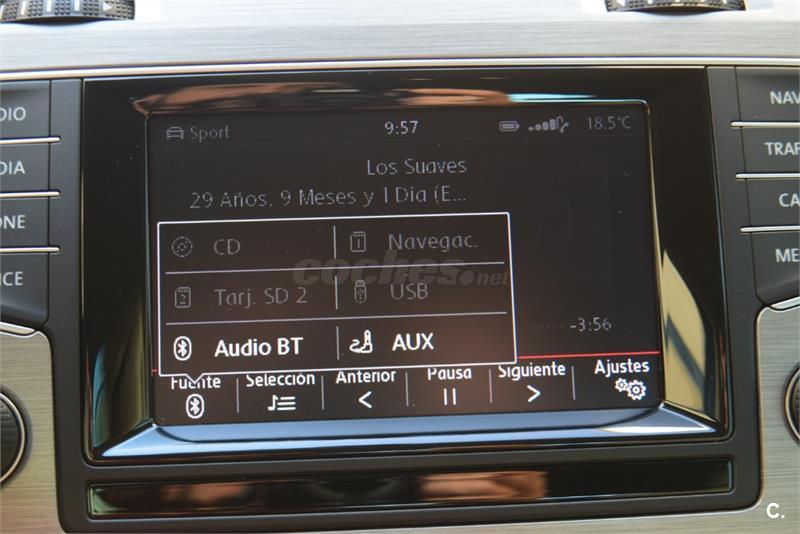 Sport 9:57 18.5°C
Los Suaves
29 Años. 9 Meses y 1 Día (E...
CD Navegac.
Tarj. SD 2 USB
Audio BT AUX
-3:56
Fuente Selección Anterior Pausa Siguiente Ajustes
coches.net
NAV
TRAF
CA
ME
DIO
DIA
ONE
ICE
C.